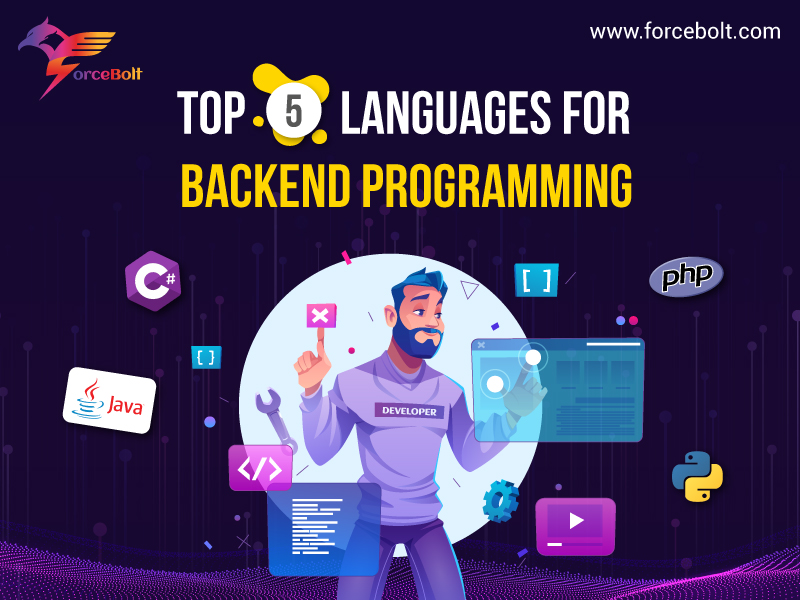 www.forcebolt.com
ForceBolt
TOP 5 LANGUAGES FOR
BACKEND PROGRAMMING
C#
[ ]
php
×
{ }
Java
DEVELOPER
</>